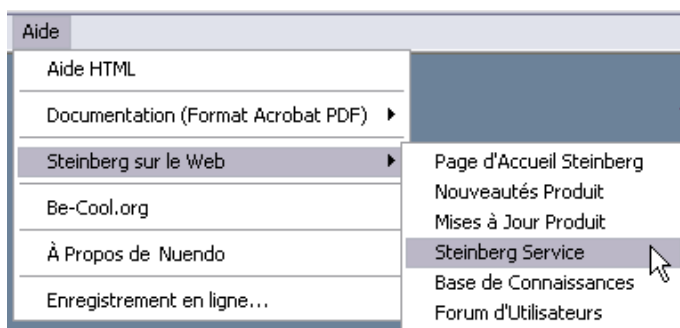 Aide
Aide HTML
Documentation (Format Acrobat PDF)
Steinberg sur le Web
Be-Cool.org
À Propos de Nuendo
Enregistrement en ligne...
Page d'Accueil Steinberg
Nouveautés Produit
Mises à Jour Produit
Steinberg Service
Base de Connaissances
Forum d'Utilisateurs